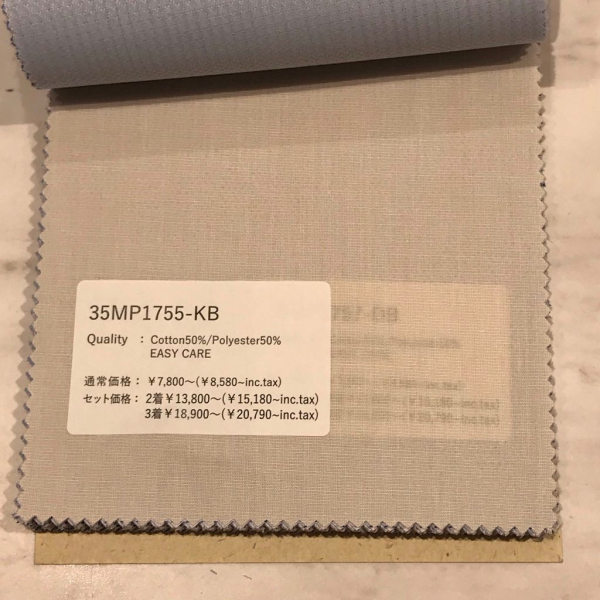 35MP1755-KB
Quality : Cotton50%/Polyester50%
EASY CARE
通常価格：￥7,800〜(￥8,580~inc.tax)
セット価格： 2着￥13,800〜(￥15,180~inc.tax)
3着￥18,900〜(￥20,790~inc.tax)